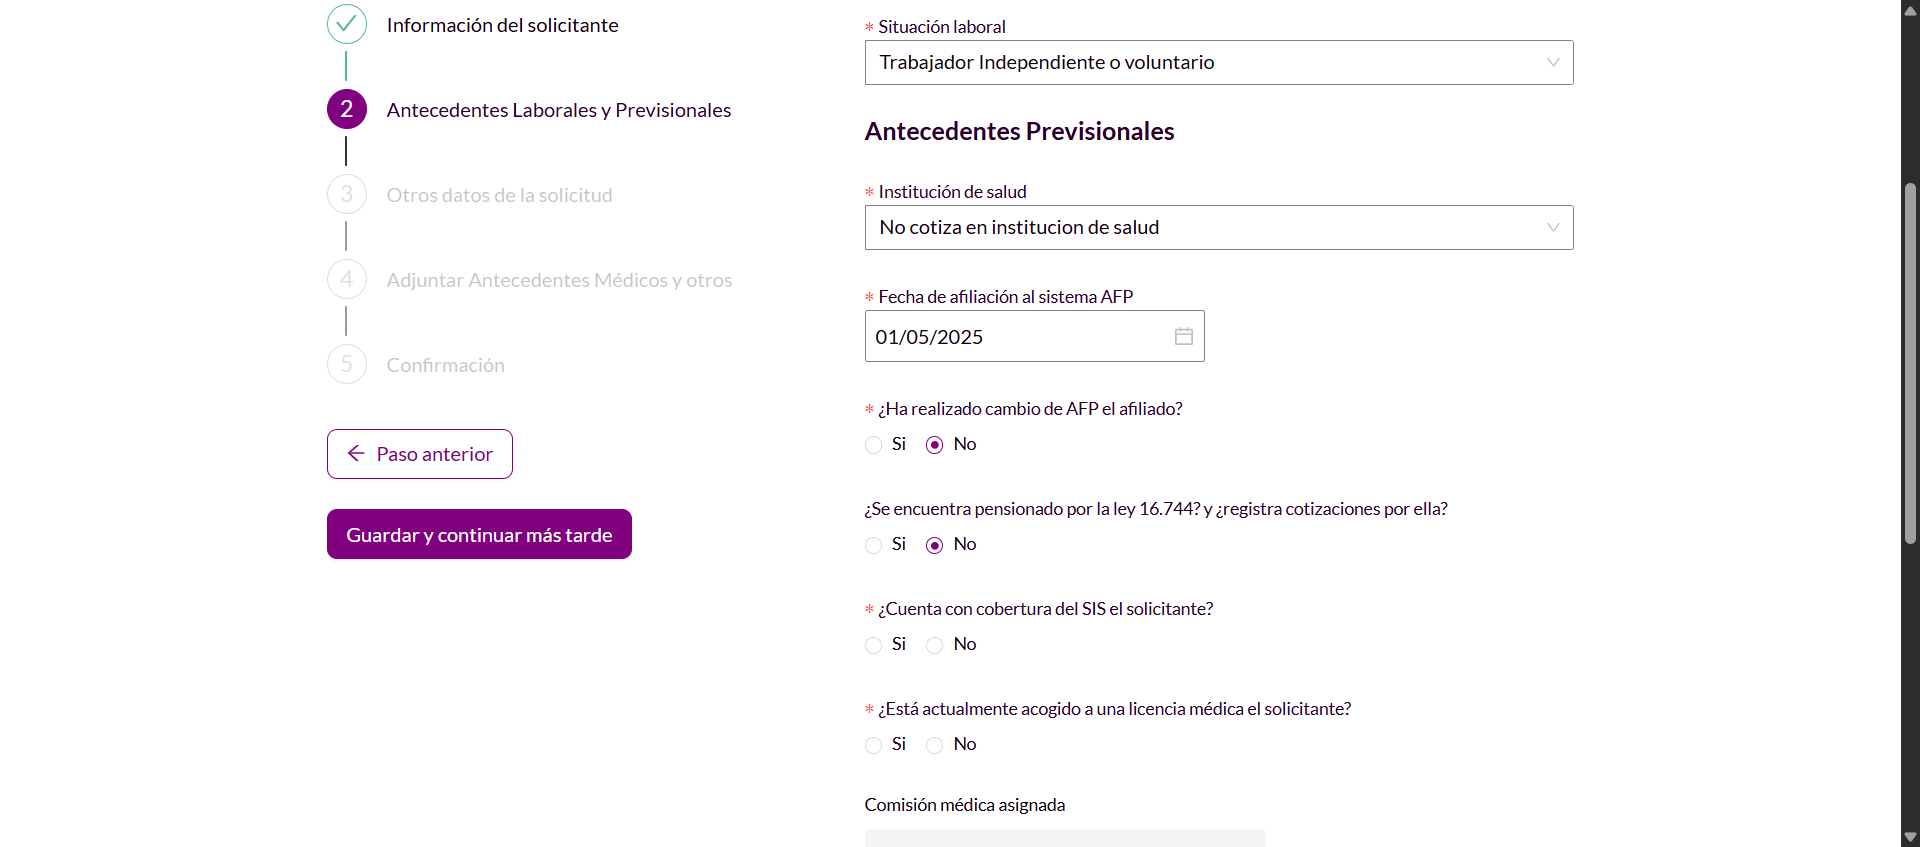 Información del solicitante
2 Antecedentes Laborales y Previsionales
3 Otros datos de la solicitud
4 Adjuntar Antecedentes Médicos y otros
5 Confirmación
← Paso anterior
Guardar y continuar más tarde
* Situación laboral
Trabajador Independiente o voluntario
Antecedentes Previsionales
* Institución de salud
No cotiza en institucion de salud
* Fecha de afiliación al sistema AFP
01/05/2025
* ¿Ha realizado cambio de AFP el afiliado?
Si No
¿Se encuentra pensionado por la ley 16.744? y ¿registra cotizaciones por ella?
Si No
* ¿Cuenta con cobertura del SIS el solicitante?
Si No
* ¿Está actualmente acogido a una licencia médica el solicitante?
Si No
Comisión médica asignada